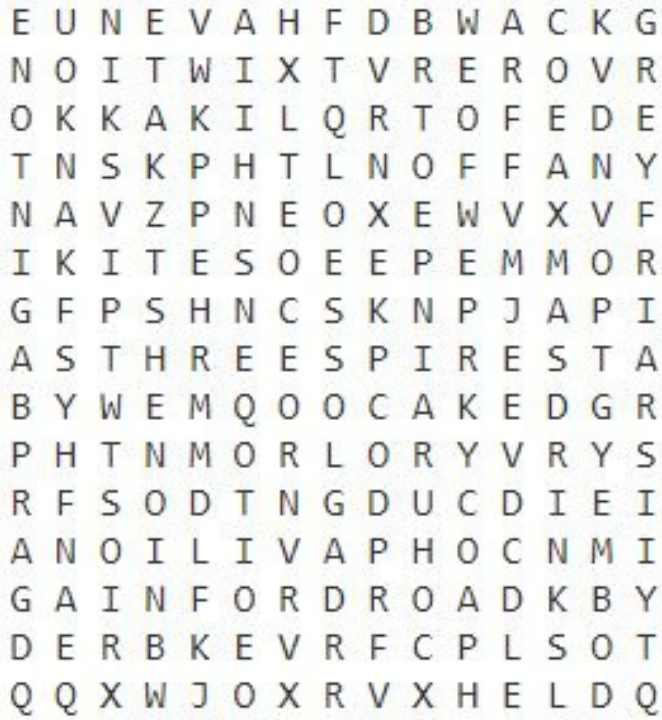 E U N E V A H F D B W A C K G
N O I T W I X T V R E R O V R
O K K A K I L Q R T O F E D E
T N S K P H T L N O F F A N Y
N A V Z P N E O X E W V X V F
I K I T E S O E E P E M M O R
G F P S H N C S K N P J A P I
A S T H R E E S P I R E S T A
B Y W E M Q O O C A K E D G R
P H T N M O R L O R Y V R Y S
R F S O D T N G D U C D I E I
A N O I L I V A P H O C N M I
G A I N F O R D R O A D K B Y
D E R B K E V R F C P L S O T
Q Q X W J O X R V X H E L D Q